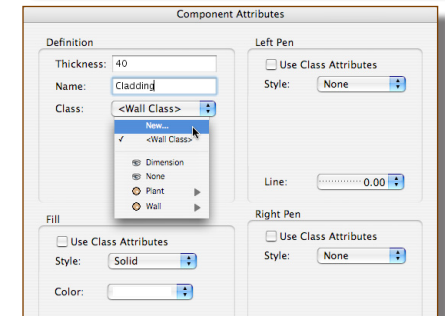 Component Attributes
Definition
Thickness: 40
Name: Cladding
Class: <Wall Class>
New...
✓ <Wall Class>
Dimension
None
Plant
Wall
Left Pen
Use Class Attributes
Style: None
Line: 0.00
Fill
Use Class Attributes
Style: Solid
Color:
Right Pen
Use Class Attributes
Style: None